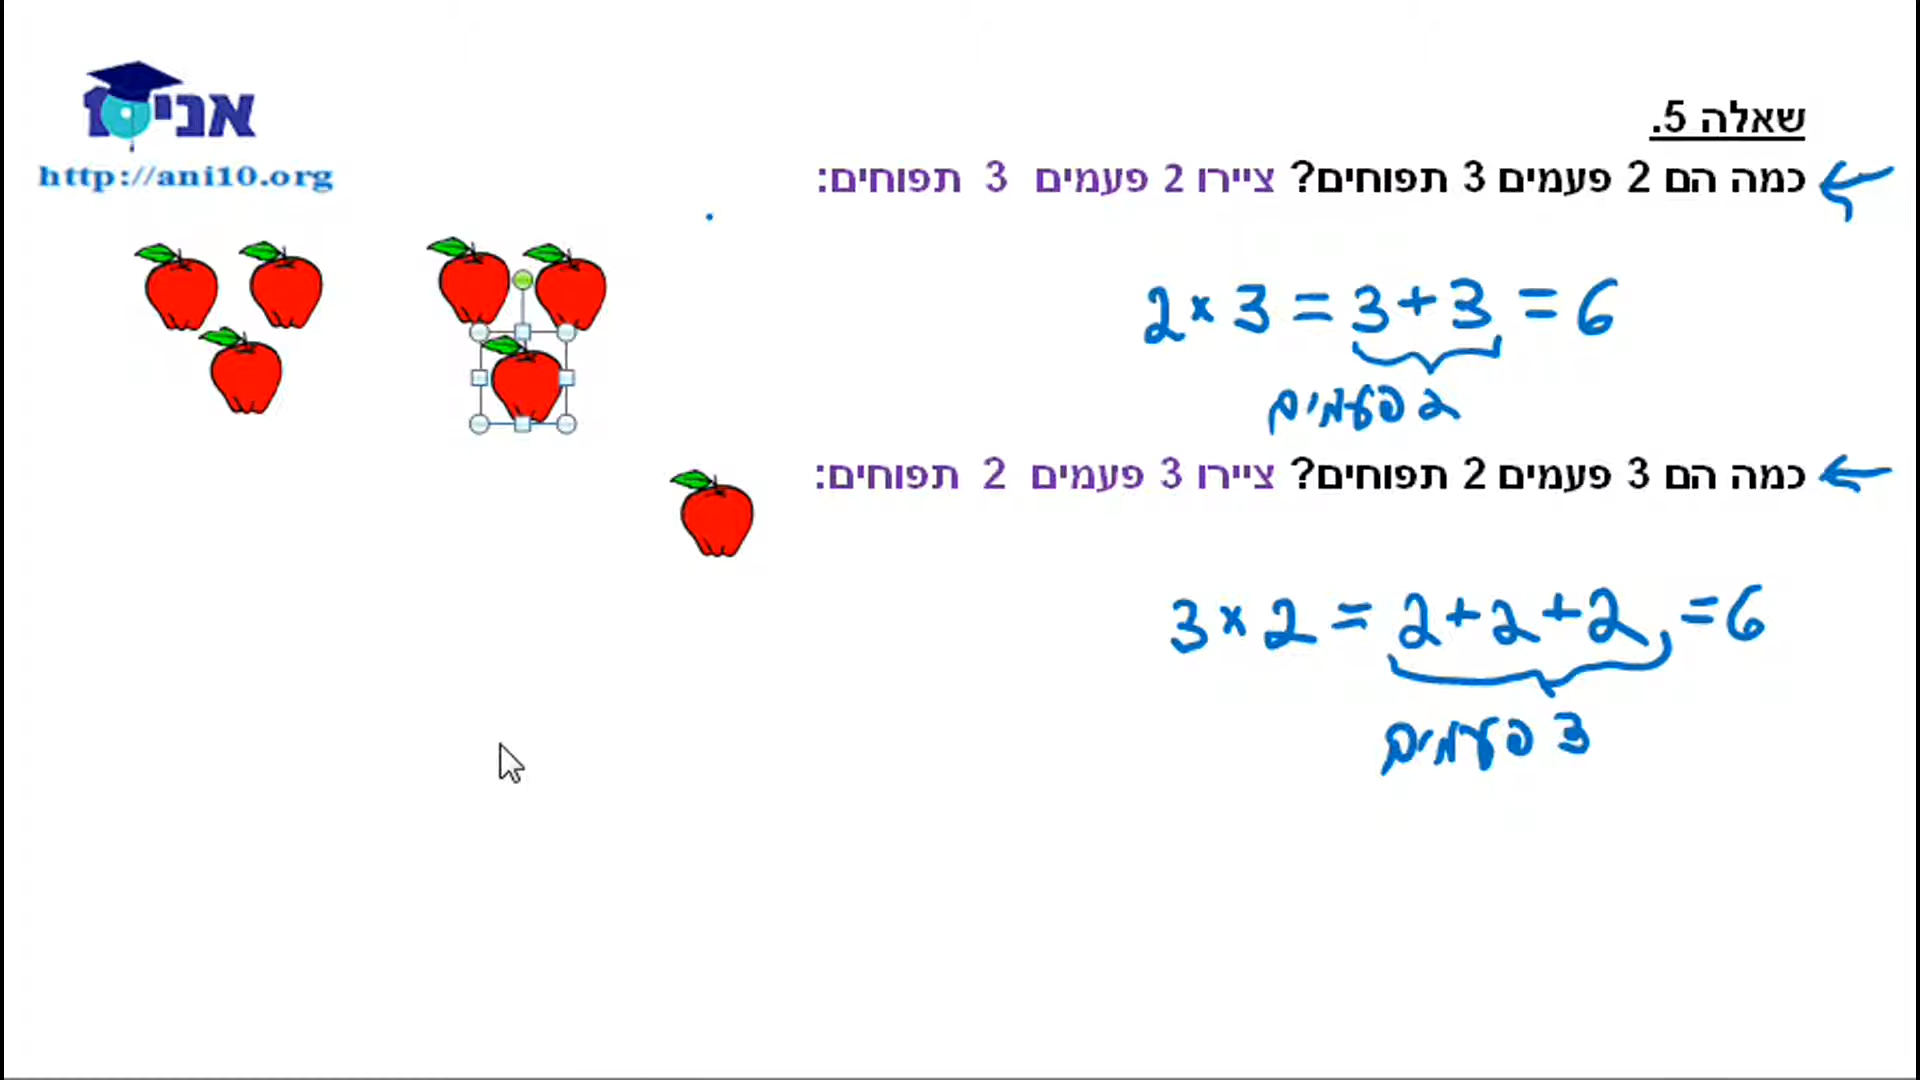 אני10
http://ani10.org
שאלה 5.
כמה הם 2 פעמים 3 תפוחים? ציירו 2 פעמים 3 תפוחים:
2 × 3 = 3 + 3 = 6
2 פעמים
כמה הם 3 פעמים 2 תפוחים? ציירו 3 פעמים 2 תפוחים:
3 × 2 = 2 + 2 + 2 = 6
3 פעמים